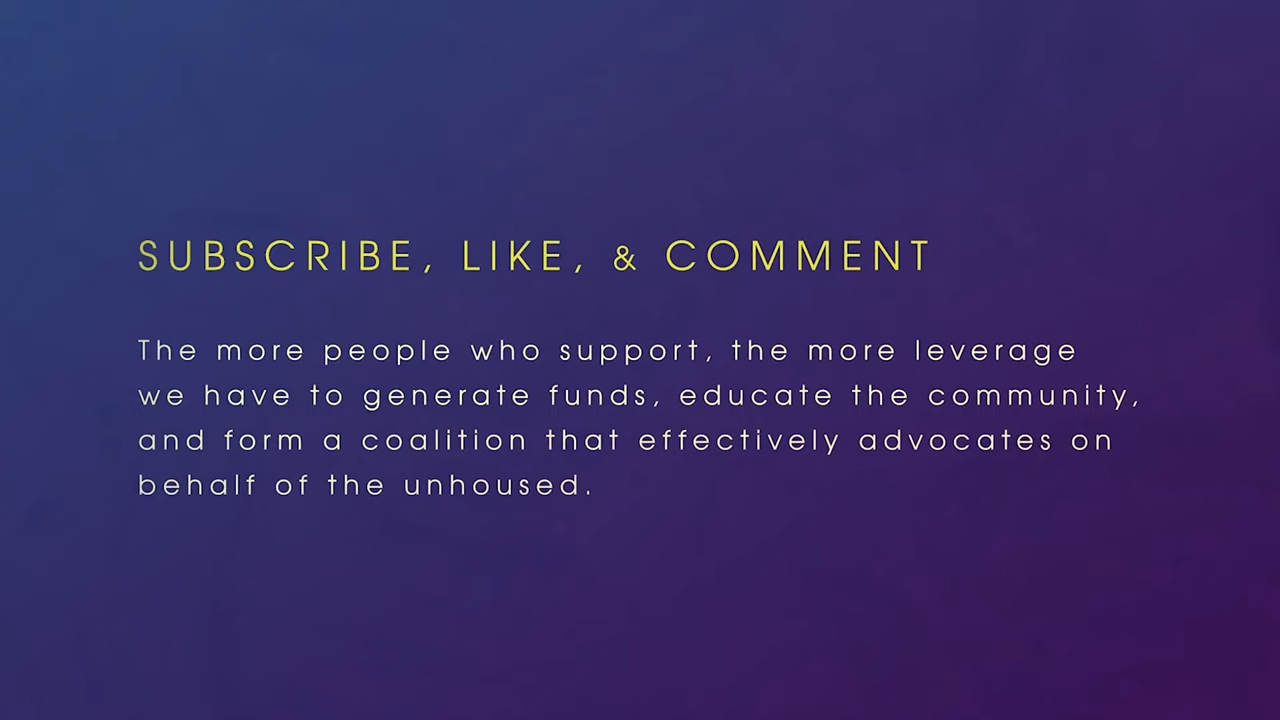 SUBSCRIBE, LIKE, & COMMENT
The more people who support, the more leverage
we have to generate funds, educate the community,
and form a coalition that effectively advocates on
behalf of the unhoused.